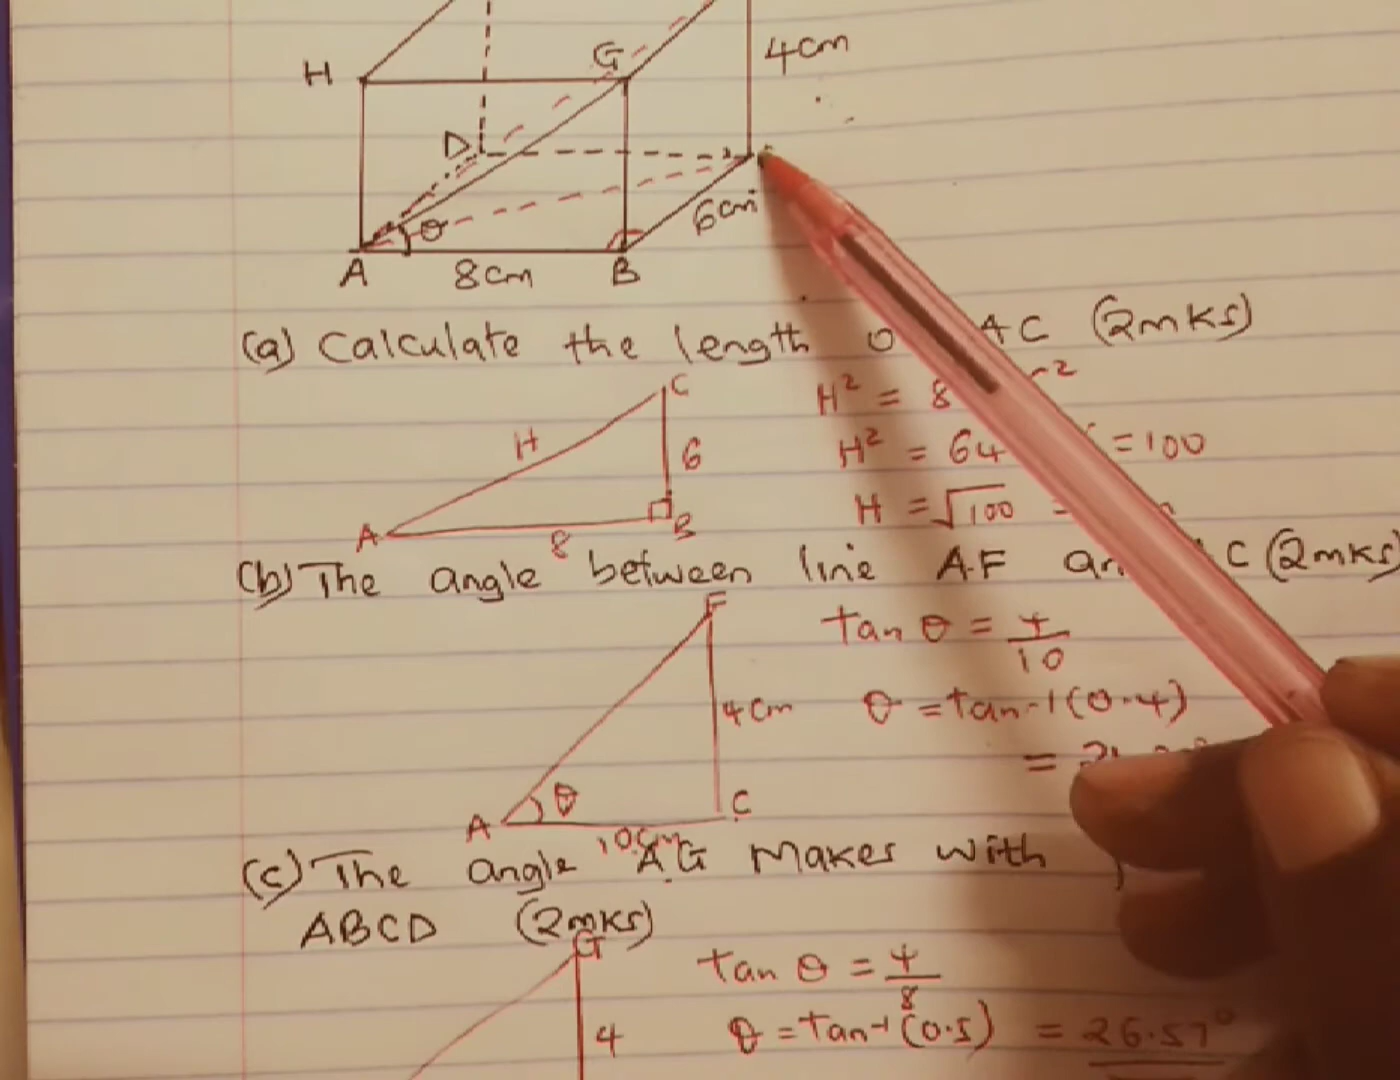 4cm
H
G
D
6cm
θ
A
8cm
B
(a) Calculate the length AC (2mks)
C
H² = 8
H
6
H² = 64 = 100
H = √100 =
A
8
B
(b) The angle between line AF C (2mks)
F
tan θ = 4/10
4cm
θ = tan-1(0.4)
=
θ
A
C
10cm
(c) The angle AG Makes with
ABCD (2mks)
G
tan θ = 4/8
4
θ = tan-1(0.5) = 26.57°